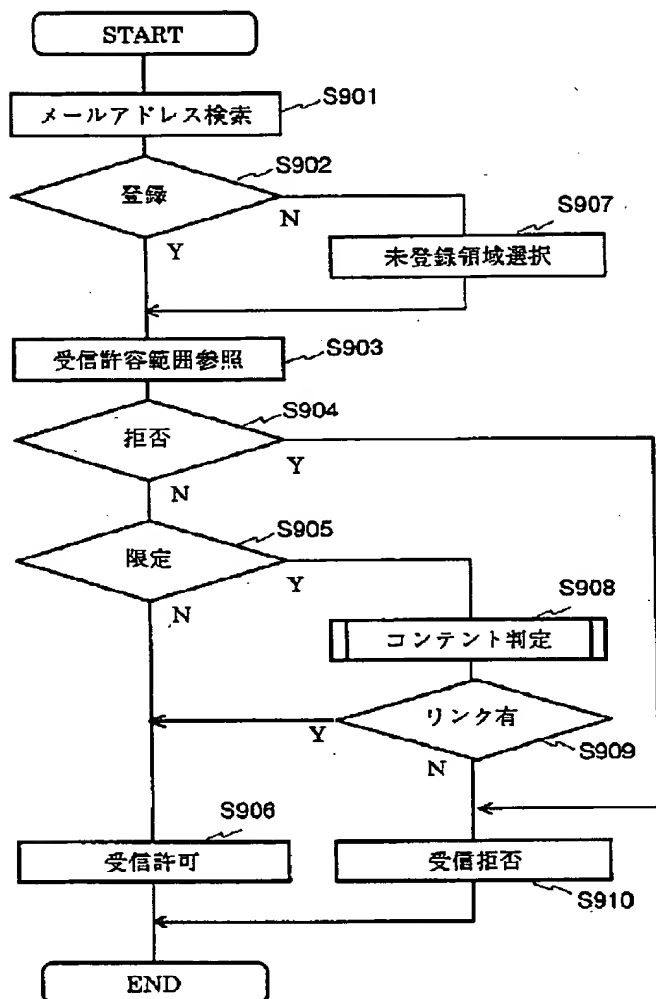 START
メールアドレス検索
S901
登録
S902
N
Y
S907
未登録領域選択
受信許容範囲参照
S903
拒否
S904
Y
N
限定
S905
Y
N
S908
コンテント判定
リンク有
S909
Y
N
S906
受信許可
受信拒否
S910
END